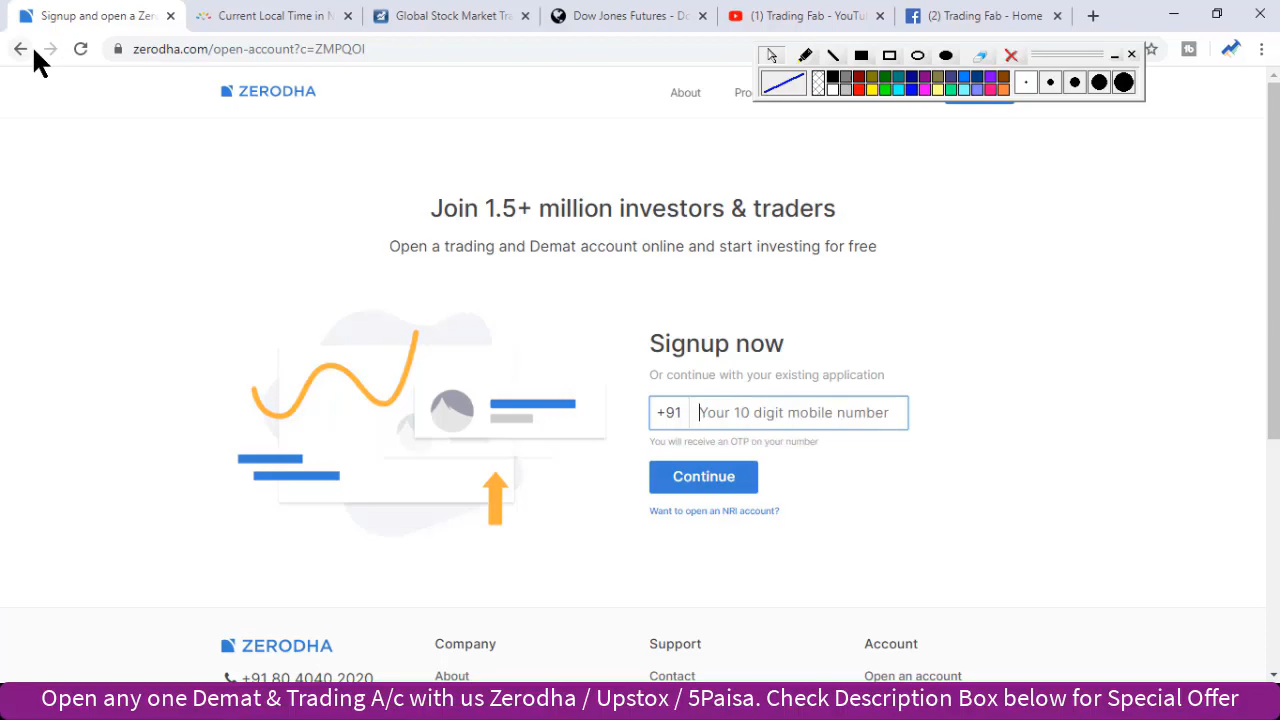 Signup and open a Zer
Current Local Time in N
Global Stock Market Tra
Dow Jones Futures - Do
(1) Trading Fab - YouTu
(2) Trading Fab - Home
zerodha.com/open-account?c=ZMPQOI
ZERODHA
About
Pro
Join 1.5+ million investors & traders
Open a trading and Demat account online and start investing for free
Signup now
Or continue with your existing application
+91 Your 10 digit mobile number
You will receive an OTP on your number
Continue
Want to open an NRI account?
ZERODHA
Company
Support
Account
+91 80 4040 2020
About
Contact
Open an account
Open any one Demat & Trading A/c with us Zerodha / Upstox / 5Paisa. Check Description Box below for Special Offer